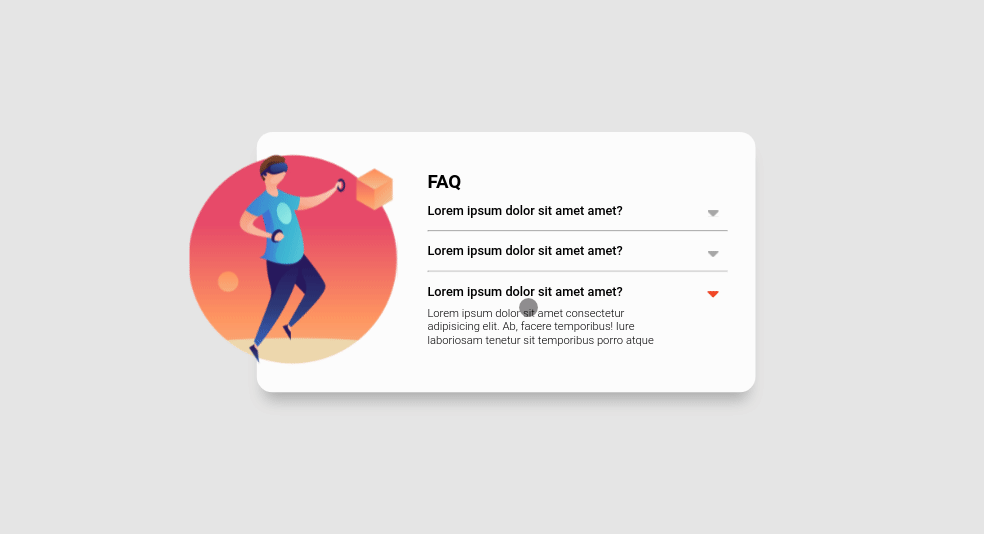 FAQ
Lorem ipsum dolor sit amet amet?
Lorem ipsum dolor sit amet amet?
Lorem ipsum dolor sit amet amet?
Lorem ipsum dolor sit amet consectetur
adipisicing elit. Ab, facere temporibus! Iure
laboriosam tenetur sit temporibus porro atque